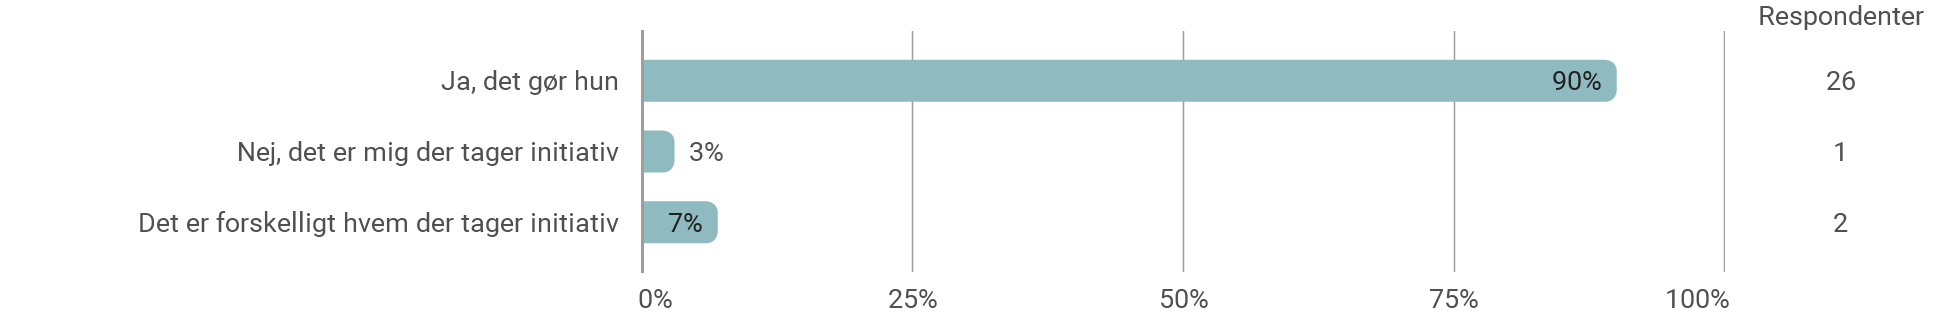 Respondenter
Ja, det gør hun 90% 26
Nej, det er mig der tager initiativ 3% 1
Det er forskelligt hvem der tager initiativ 7% 2
0% 25% 50% 75% 100%